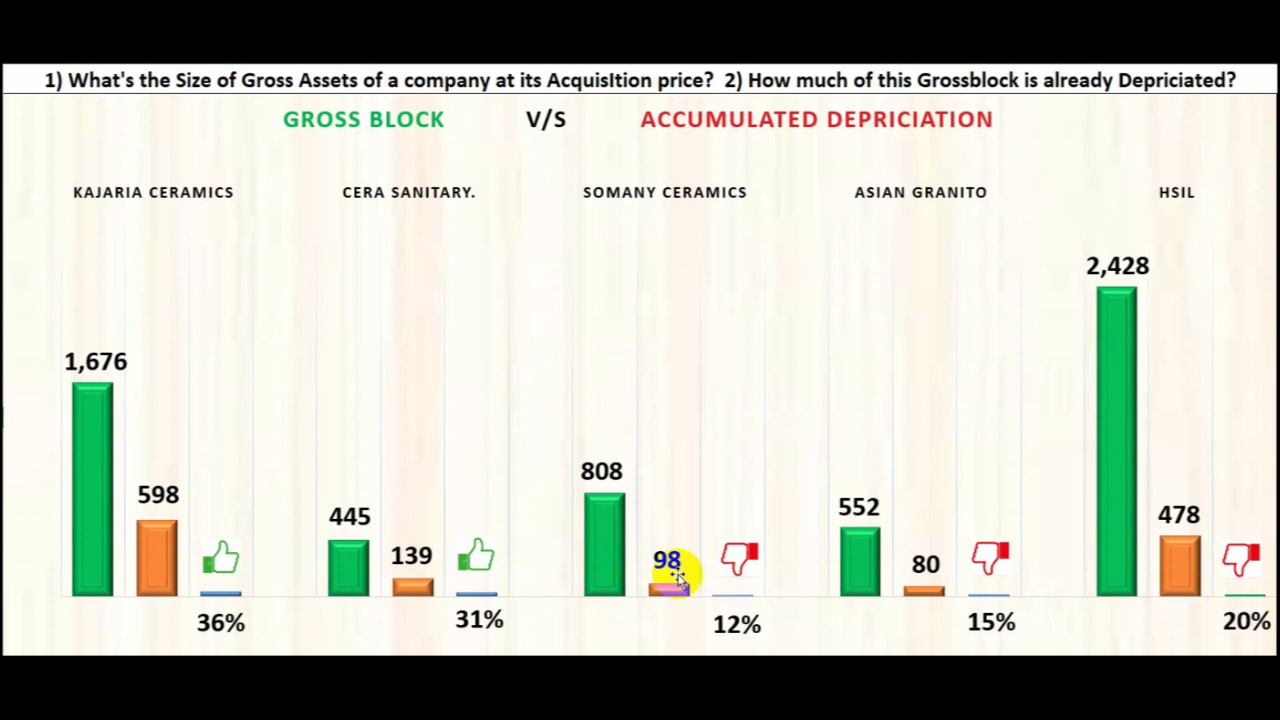 1) What's the Size of Gross Assets of a company at its AcquisItion price?  2) How much of this Grossblock is already Depriciated?
GROSS BLOCK V/S ACCUMULATED DEPRICIATION
KAJARIA CERAMICS CERA SANITARY. SOMANY CERAMICS ASIAN GRANITO HSIL
2,428
1,676
808
598
445
552
478
139
98
80
36% 31% 12% 15% 20%